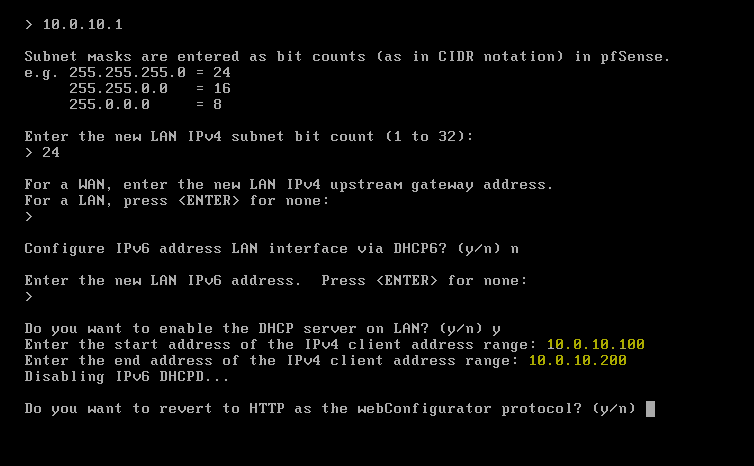 > 10.0.10.1
Subnet masks are entered as bit counts (as in CIDR notation) in pfSense.
e.g. 255.255.255.0 = 24
255.255.0.0 = 16
255.0.0.0 = 8
Enter the new LAN IPv4 subnet bit count (1 to 32):
> 24
For a WAN, enter the new LAN IPv4 upstream gateway address.
For a LAN, press <ENTER> for none:
>
Configure IPv6 address LAN interface via DHCP6? (y/n) n
Enter the new LAN IPv6 address.  Press <ENTER> for none:
>
Do you want to enable the DHCP server on LAN? (y/n) y
Enter the start address of the IPv4 client address range: 10.0.10.100
Enter the end address of the IPv4 client address range: 10.0.10.200
Disabling IPv6 DHCPD...
Do you want to revert to HTTP as the webConfigurator protocol? (y/n)